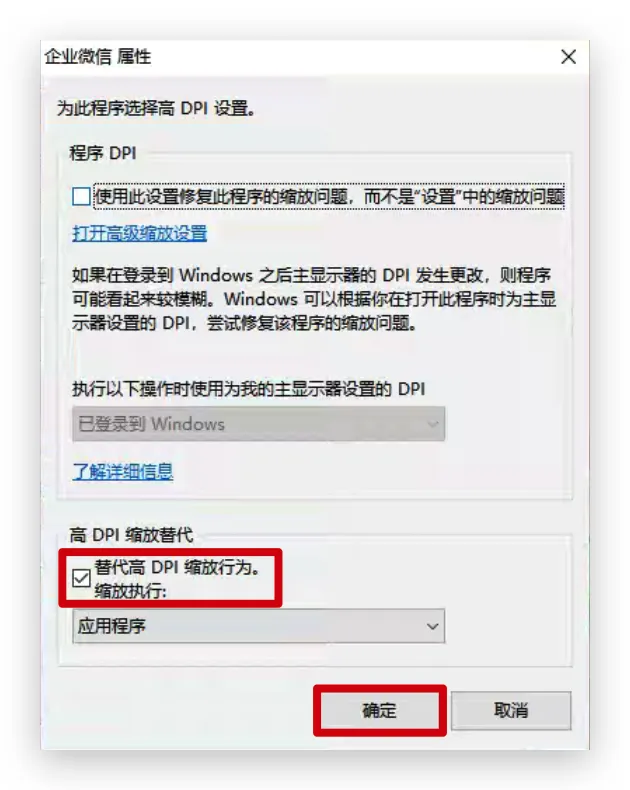 企业微信 属性
为此程序选择高 DPI 设置。
程序 DPI
使用此设置修复此程序的缩放问题，而不是“设置”中的缩放问题
打开高级缩放设置
如果在登录到 Windows 之后主显示器的 DPI 发生更改，则程序
可能看起来较模糊。Windows 可以根据你在打开此程序时为主显
示器设置的 DPI，尝试修复该程序的缩放问题。
执行以下操作时使用为我的主显示器设置的 DPI
已登录到 Windows
了解详细信息
高 DPI 缩放替代
替代高 DPI 缩放行为。
缩放执行:
应用程序
确定
取消